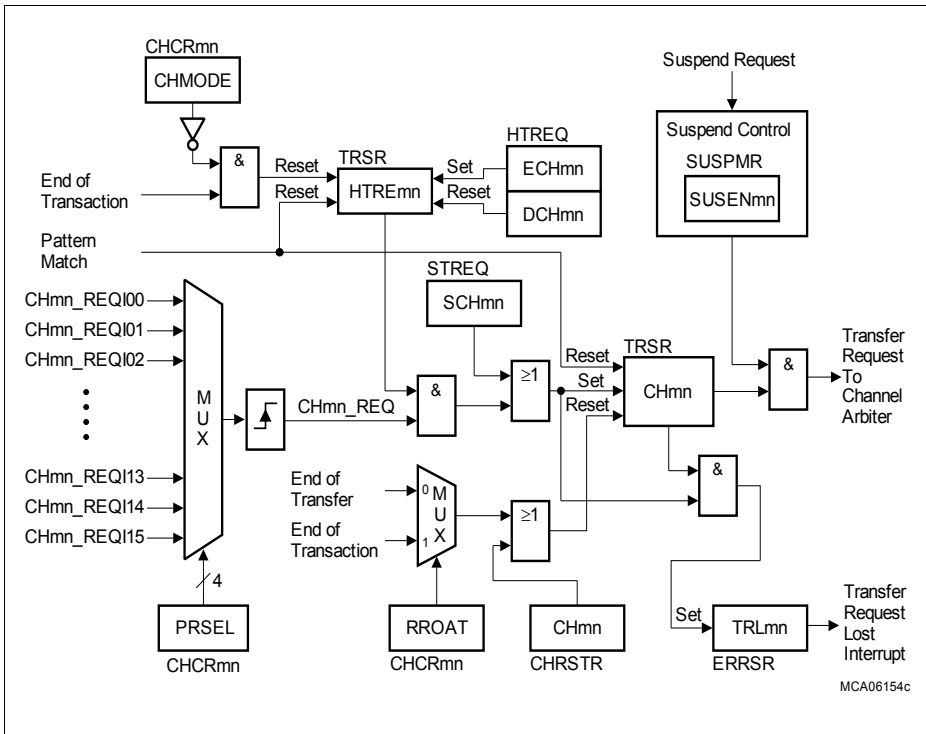 CHCRmn
CHMODE
Suspend Request
&
Reset
TRSR
HTREmn
Reset
Set
Reset
HTREQ
ECHmn
DCHmn
Suspend Control
SUSPMR
SUSENmn
End of
Transaction
Pattern
Match
STREQ
SCHmn
CHmn_REQI00
CHmn_REQI01
CHmn_REQI02
CHmn_REQI13
CHmn_REQI14
CHmn_REQI15
M
U
X
CHmn_REQ
&
≥1
Reset
Set
Reset
TRSR
CHmn
&
Transfer
Request
To
Channel
Arbiter
End of
Transfer
End of
Transaction
0
M
U
X
1
≥1
&
4
PRSEL
CHCRmn
RROAT
CHCRmn
CHmn
CHRSTR
Set
TRLmn
ERRSR
Transfer
Request
Lost
Interrupt
MCA06154c